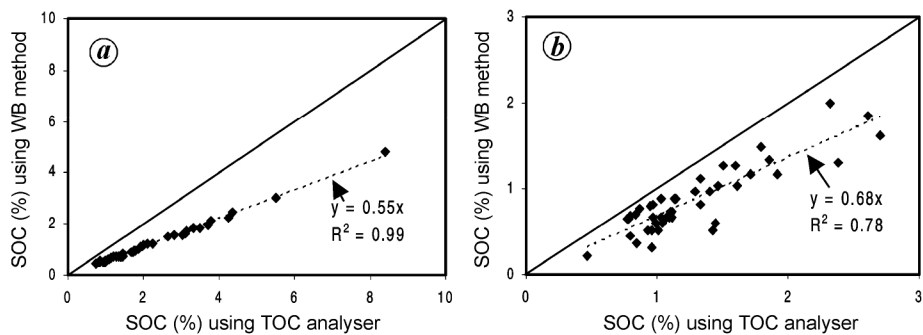 10
8
6
4
2
0
SOC (%) using WB method
a
y = 0.55x
R² = 0.99
0 2 4 6 8 10
SOC (%) using TOC analyser
3
2
1
0
SOC (%) using WB method
b
y = 0.68x
R² = 0.78
0 1 2 3
SOC (%) using TOC analyser